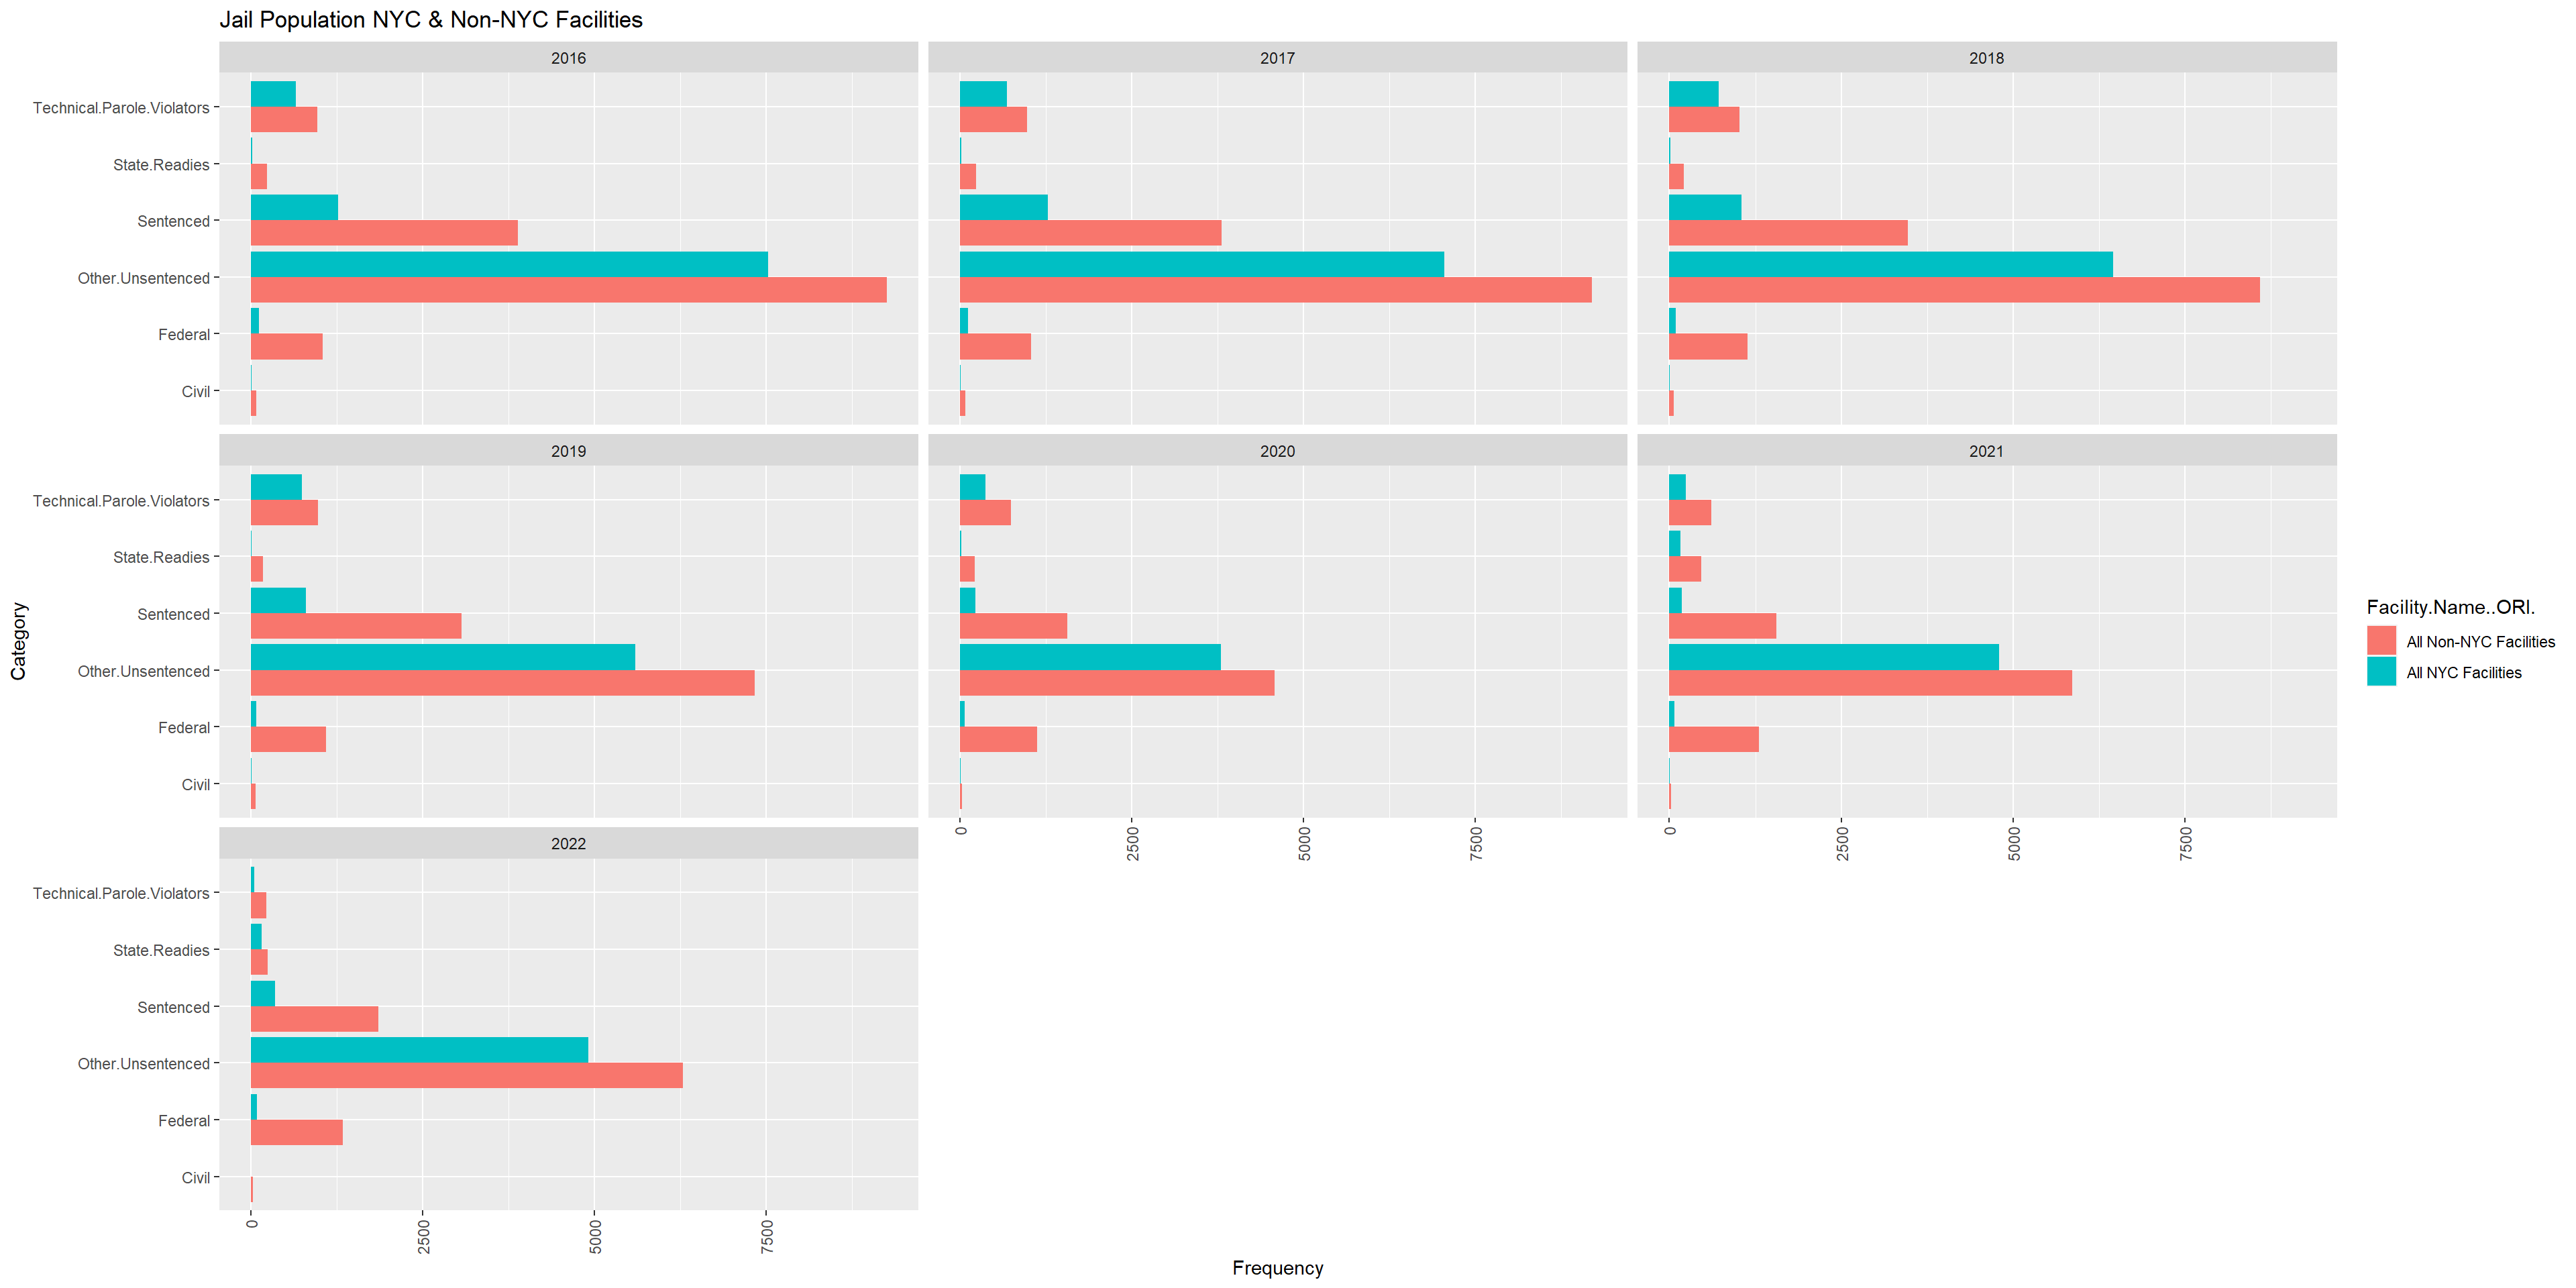 Jail Population NYC & Non-NYC Facilities
2016
2017
2018
Technical.Parole.Violators
State.Readies
Sentenced
Other.Unsentenced
Federal
Civil
2019
2020
2021
Technical.Parole.Violators
State.Readies
Sentenced
Other.Unsentenced
Federal
Civil
0
2500
5000
7500
0
2500
5000
7500
2022
Technical.Parole.Violators
State.Readies
Sentenced
Other.Unsentenced
Federal
Civil
0
2500
5000
7500
Category
Frequency
Facility.Name..ORI.
All Non-NYC Facilities
All NYC Facilities